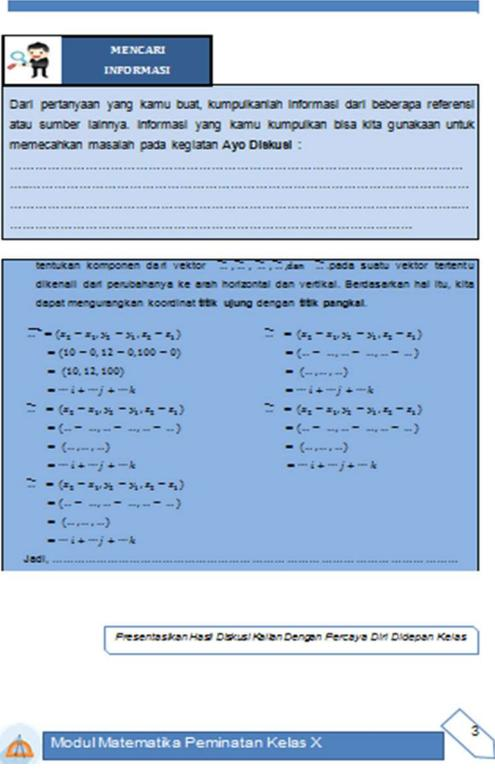 MENCARI
INFORMASI
Dari pertanyaan yang kamu buat, kumpulkanlah informasi dari beberapa referensi
atau sumber lainnya. Informasi yang kamu kumpulkan bisa kita gunakaan untuk
memecahkan masalah pada kegiatan Ayo Diskusi :
tentukan komponen dari vektor , , , ,dan .pada suatu vektor tertentu
dikenali dari perubahanya ke arah horizontal dan vertikal. Berdasarkan hal itu, kita
dapat mengurangkan koordinat titik ujung dengan titik pangkal.
= (x₂ − x₁, y₂ − y₁, z₂ − z₁)
= (10 − 0, 12 − 0,100 − 0)
= (10, 12, 100)
= ⋯ i + ⋯ j + ⋯ k
= (x₂ − x₁, y₂ − y₁, z₂ − z₁)
= (… − …, … − …, … − …)
= (… , … , …)
= ⋯ i + ⋯ j + ⋯ k
= (x₂ − x₁, y₂ − y₁, z₂ − z₁)
= (… − …, … − …, … − …)
= (… , … , …)
= ⋯ i + ⋯ j + ⋯ k
= (x₂ − x₁, y₂ − y₁, z₂ − z₁)
= (… − …, … − …, … − …)
= (… , … , …)
= ⋯ i + ⋯ j + ⋯ k
= (x₂ − x₁, y₂ − y₁, z₂ − z₁)
= (… − …, … − …, … − …)
= (… , … , …)
= ⋯ i + ⋯ j + ⋯ k
Jadi, ……………………………………………………………………
Presentasikan Hasil Diskusi Kalian Dengan Percaya Diri Didepan Kelas
3
Modul Matematika Peminatan Kelas X